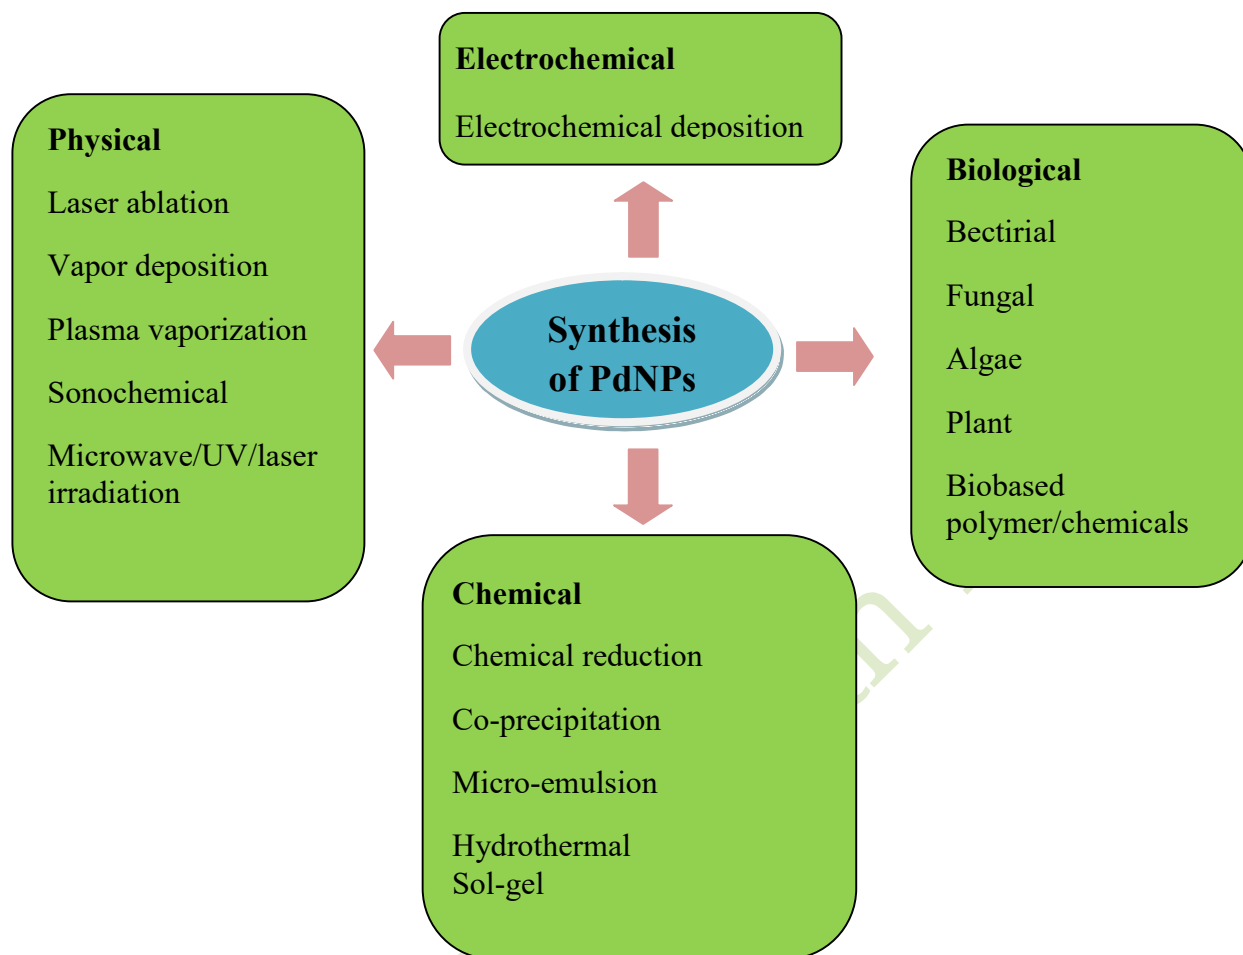 Electrochemical
Electrochemical deposition
Physical
Laser ablation
Vapor deposition
Plasma vaporization
Sonochemical
Microwave/UV/laser
irradiation
Synthesis
of PdNPs
Biological
Bectirial
Fungal
Algae
Plant
Biobased
polymer/chemicals
Chemical
Chemical reduction
Co-precipitation
Micro-emulsion
Hydrothermal
Sol-gel